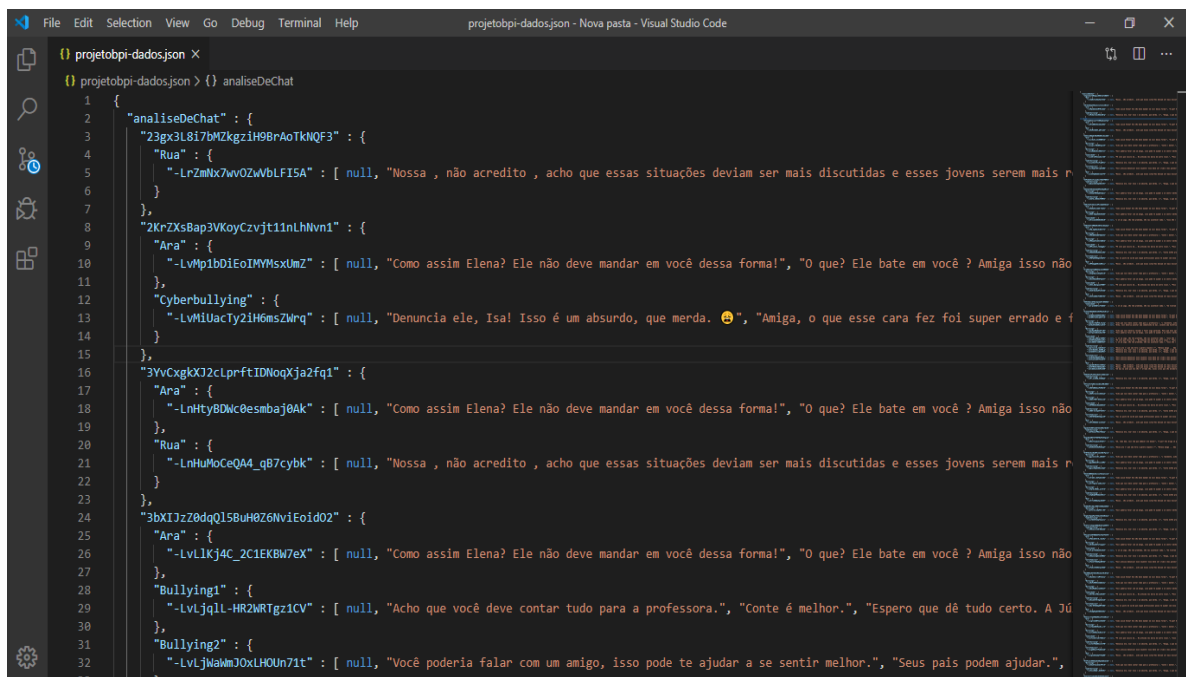 File Edit Selection View Go Debug Terminal Help projetobpi-dados.json - Nova pasta - Visual Studio Code
{} projetobpi-dados.json ×
{} projetobpi-dados.json > {} analiseDeChat
1 {
2 "analiseDeChat" : {
3 "23gx3L8i7bMZkgziH9BrAoTkNQF3" : {
4 "Rua" : {
5 "-LrZmNx7wvOZwVbLFI5A" : [ null, "Nossa , não acredito , acho que essas situações deviam ser mais discutidas e esses jovens serem mais r
6 }
7 },
8 "2KrZXsBap3VKoyCzvjt11nLhNvn1" : {
9 "Ara" : {
10 "-LvMp1bDiEoIMYMsxUmZ" : [ null, "Como assim Elena? Ele não deve mandar em você dessa forma!", "O que? Ele bate em você ? Amiga isso não
11 },
12 "Cyberbullying" : {
13 "-LvMiUacTy2iH6msZWrq" : [ null, "Denuncia ele, Isa! Isso é um absurdo, que merda. 😩", "Amiga, o que esse cara fez foi super errado e f
14 }
15 },
16 "3YvCxgkXJ2cLprftIDNoqXja2fq1" : {
17 "Ara" : {
18 "-LnHtyBDWc0esmbaj0Ak" : [ null, "Como assim Elena? Ele não deve mandar em você dessa forma!", "O que? Ele bate em você ? Amiga isso não
19 },
20 "Rua" : {
21 "-LnHuMoCeQA4_qB7cybk" : [ null, "Nossa , não acredito , acho que essas situações deviam ser mais discutidas e esses jovens serem mais r
22 }
23 },
24 "3bXIJzZ0dqQl5BuH0Z6NviEoidO2" : {
25 "Ara" : {
26 "-LvLlKj4C_2C1EKBW7eX" : [ null, "Como assim Elena? Ele não deve mandar em você dessa forma!", "O que? Ele bate em você ? Amiga isso não
27 },
28 "Bullying1" : {
29 "-LvLjqlL-HR2WRTgz1CV" : [ null, "Acho que você deve contar tudo para a professora.", "Conte é melhor.", "Espero que dê tudo certo. A Jú
30 },
31 "Bullying2" : {
32 "-LvLjWaWmJOxLHOUn71t" : [ null, "Você poderia falar com um amigo, isso pode te ajudar a se sentir melhor.", "Seus pais podem ajudar.",